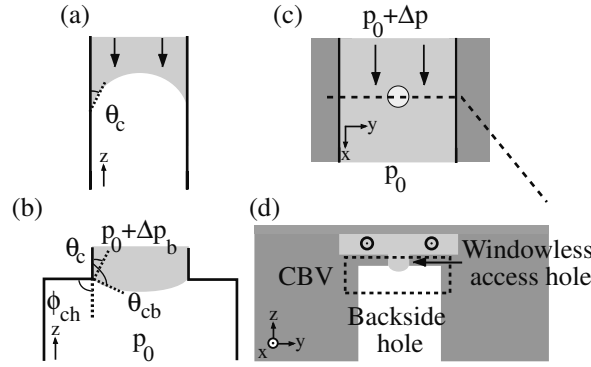 (a)
θc
z
(b)
θc
p0+Δpb
ϕch
θcb
z
p0
(c)
p0+Δp
y
x
p0
(d)
CBV
Windowless
access hole
Backside
hole
z
x
y